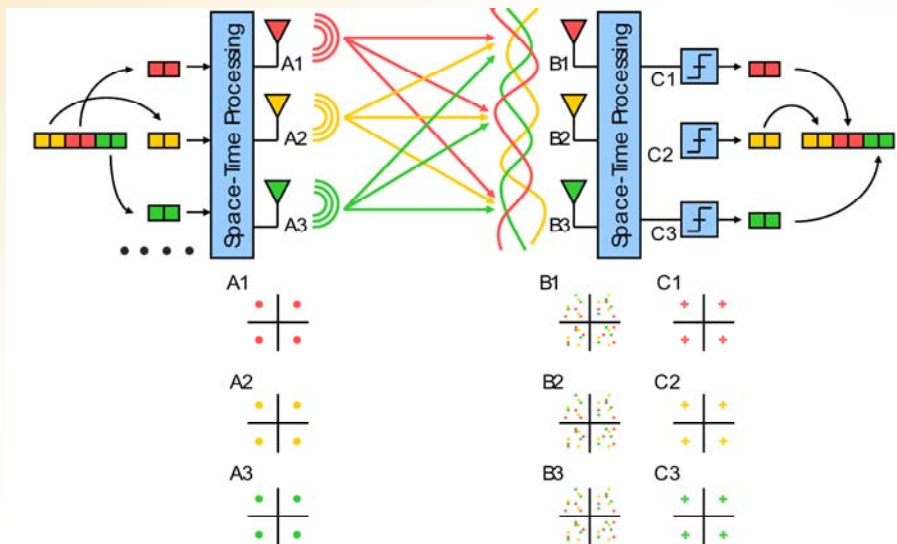 Space-Time Processing
A1
A2
A3
B1
B2
B3
Space-Time Processing
C1
C2
C3
A1
B1
C1
A2
B2
C2
A3
B3
C3